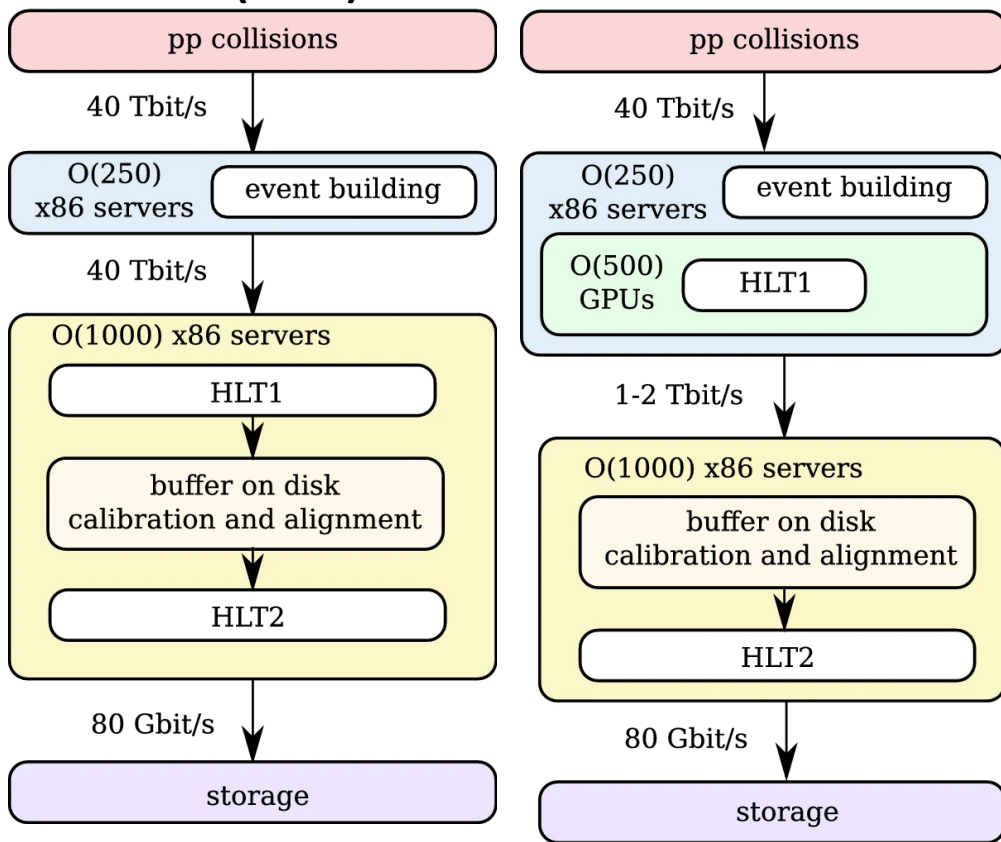 pp collisions
40 Tbit/s
O(250)
x86 servers
event building
40 Tbit/s
O(1000) x86 servers
HLT1
buffer on disk
calibration and alignment
HLT2
80 Gbit/s
storage
pp collisions
40 Tbit/s
O(250)
x86 servers
event building
O(500)
GPUs
HLT1
1-2 Tbit/s
O(1000) x86 servers
buffer on disk
calibration and alignment
HLT2
80 Gbit/s
storage